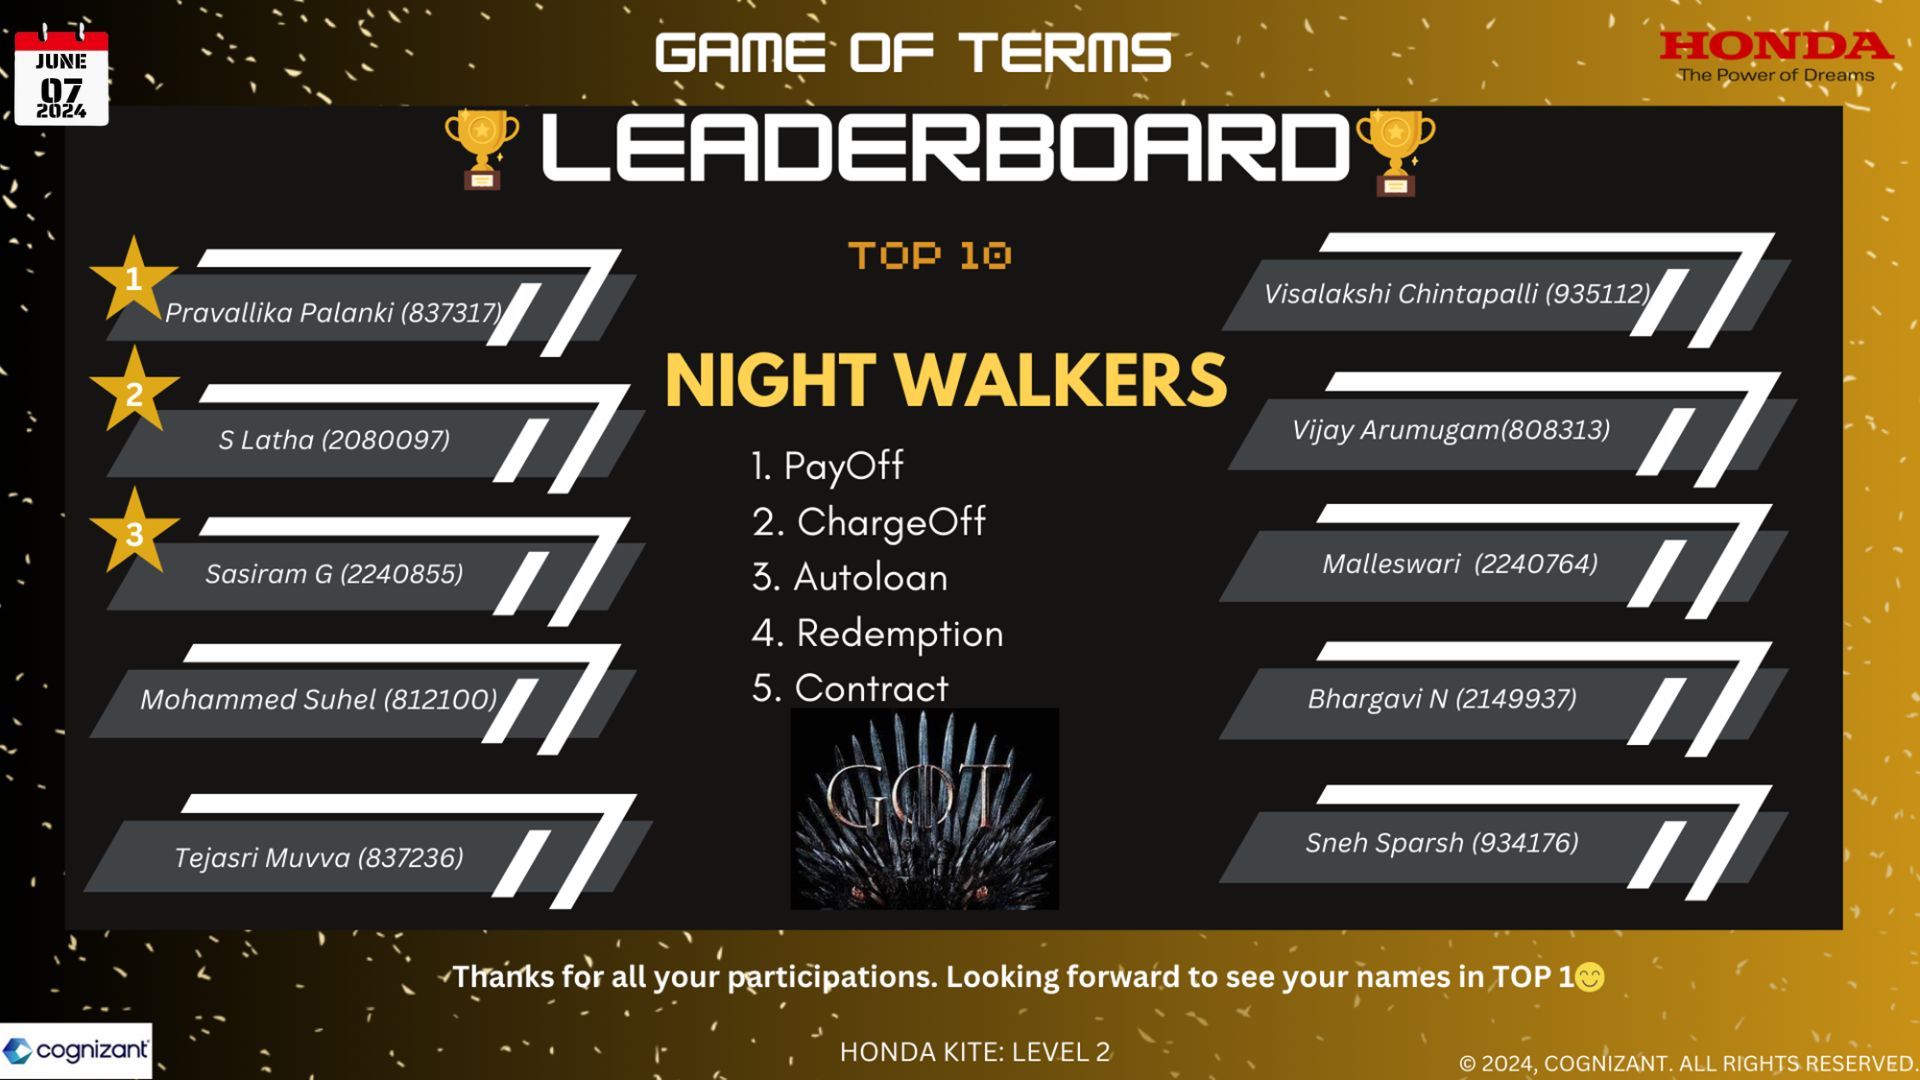 JUNE
07
2024
GAME OF TERMS
HONDA
The Power of Dreams
LEADERBOARD
TOP 10
1
Pravallika Palanki (837317)
2
S Latha (2080097)
3
Sasiram G (2240855)
Mohammed Suhel (812100)
Tejasri Muvva (837236)
NIGHT WALKERS
1. PayOff
2. ChargeOff
3. Autoloan
4. Redemption
5. Contract
GOT
Visalakshi Chintapalli (935112)
Vijay Arumugam(808313)
Malleswari (2240764)
Bhargavi N (2149937)
Sneh Sparsh (934176)
Thanks for all your participations. Looking forward to see your names in TOP 1😊
cognizant
HONDA KITE: LEVEL 2
© 2024, COGNIZANT. ALL RIGHTS RESERVED.